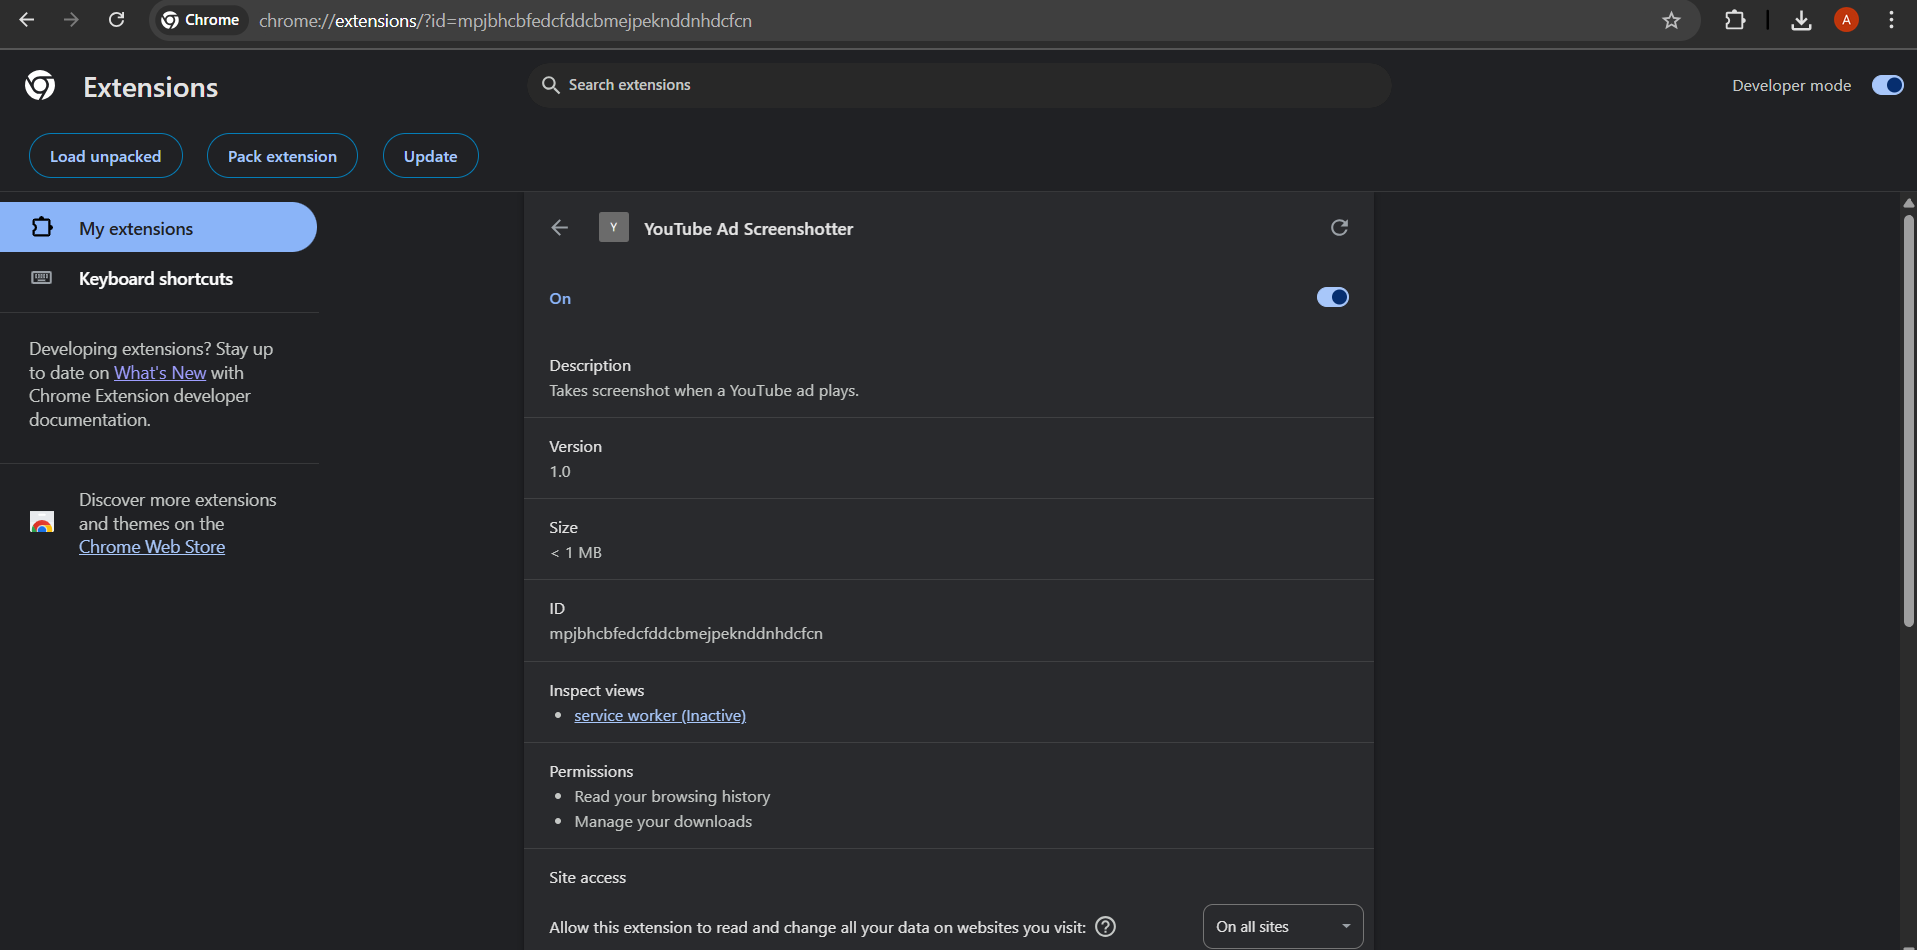 Chrome
chrome://extensions/?id=mpjbhcbfedcfddcbmejpeknddnhdcfcn
A
Extensions
Search extensions
Developer mode
Load unpacked
Pack extension
Update
My extensions
Keyboard shortcuts
Developing extensions? Stay up
to date on What's New with
Chrome Extension developer
documentation.
Discover more extensions
and themes on the
Chrome Web Store
Y
YouTube Ad Screenshotter
On
Description
Takes screenshot when a YouTube ad plays.
Version
1.0
Size
< 1 MB
ID
mpjbhcbfedcfddcbmejpeknddnhdcfcn
Inspect views
service worker (Inactive)
Permissions
Read your browsing history
Manage your downloads
Site access
Allow this extension to read and change all your data on websites you visit:
On all sites